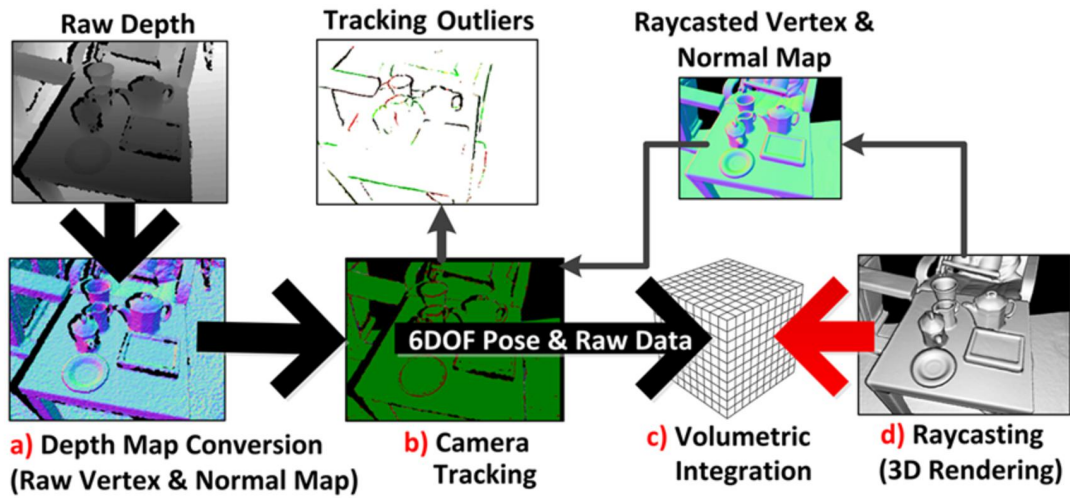 Raw Depth
Tracking Outliers
Raycasted Vertex &
Normal Map
6DOF Pose & Raw Data
a) Depth Map Conversion
(Raw Vertex & Normal Map)
b) Camera
Tracking
c) Volumetric
Integration
d) Raycasting
(3D Rendering)